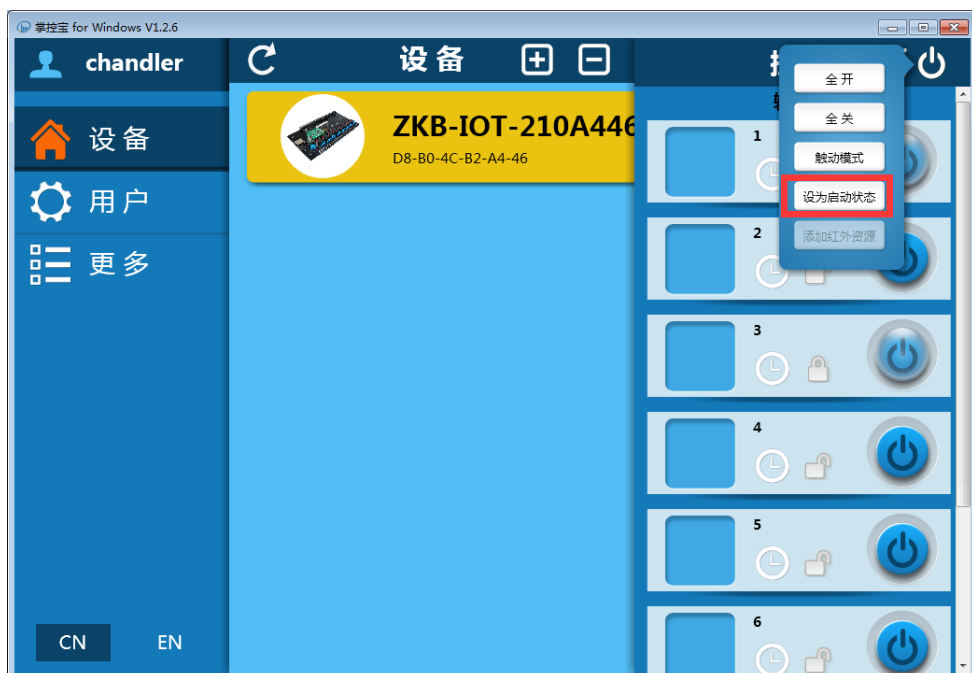 掌控宝 for Windows V1.2.6
chandler
设备
用户
更多
CN
EN
设备
ZKB-IOT-210A446
D8-B0-4C-B2-A4-46
全开
全关
触动模式
设为启动状态
添加红外资源
1
2
3
4
5
6